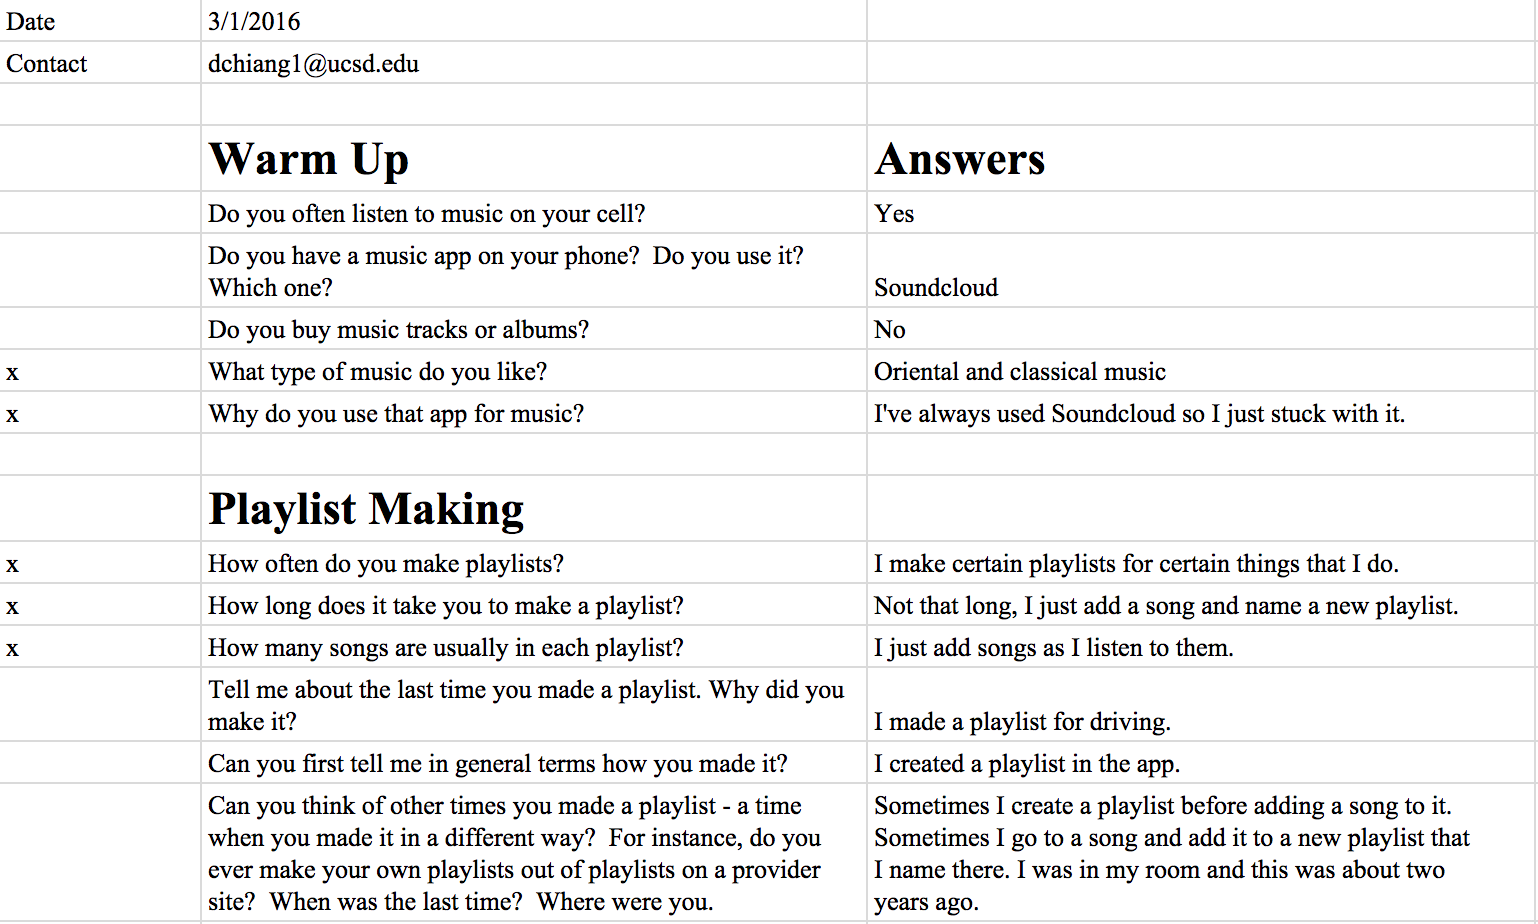 Date 3/1/2016
Contact dchiang1@ucsd.edu
Warm Up Answers
Do you often listen to music on your cell? Yes
Do you have a music app on your phone?  Do you use it?
Which one? Soundcloud
Do you buy music tracks or albums? No
x What type of music do you like? Oriental and classical music
x Why do you use that app for music? I've always used Soundcloud so I just stuck with it.
Playlist Making
x How often do you make playlists? I make certain playlists for certain things that I do.
x How long does it take you to make a playlist? Not that long, I just add a song and name a new playlist.
x How many songs are usually in each playlist? I just add songs as I listen to them.
Tell me about the last time you made a playlist. Why did you
make it? I made a playlist for driving.
Can you first tell me in general terms how you made it? I created a playlist in the app.
Can you think of other times you made a playlist - a time
when you made it in a different way?  For instance, do you
ever make your own playlists out of playlists on a provider
site?  When was the last time?  Where were you.
Sometimes I create a playlist before adding a song to it.
Sometimes I go to a song and add it to a new playlist that
I name there. I was in my room and this was about two
years ago.